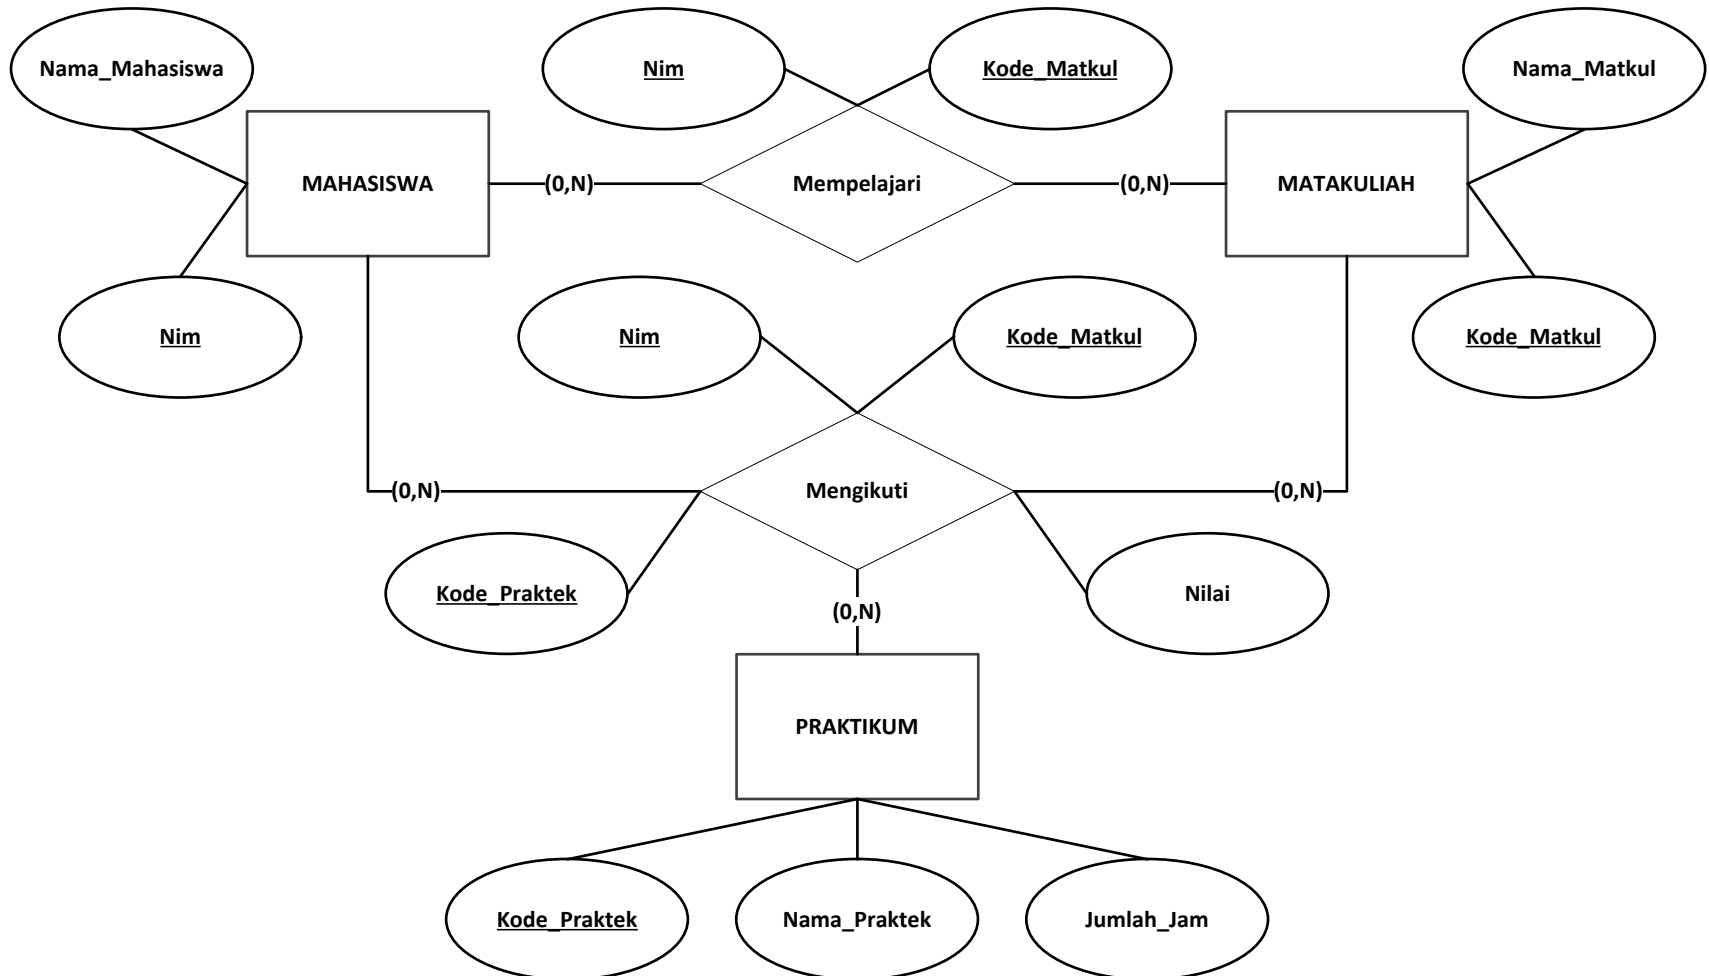 Nama_Mahasiswa
Nim
Kode_Matkul
Nama_Matkul
MAHASISWA
(0,N)
Mempelajari
(0,N)
MATAKULIAH
Nim
Nim
Kode_Matkul
Kode_Matkul
(0,N)
Mengikuti
(0,N)
Kode_Praktek
Nilai
(0,N)
PRAKTIKUM
Kode_Praktek
Nama_Praktek
Jumlah_Jam